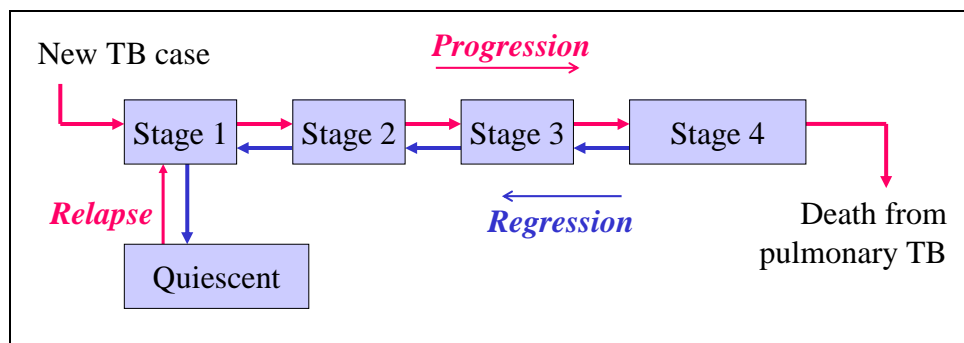 Progression
New TB case
Stage 1
Stage 2
Stage 3
Stage 4
Relapse
Regression
Death from
pulmonary TB
Quiescent